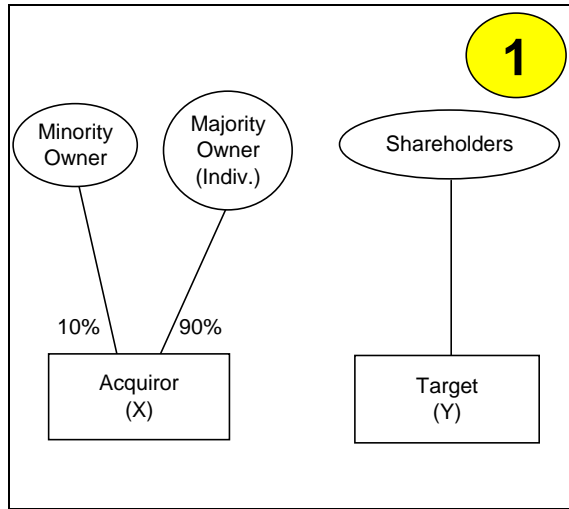 1
Minority
Owner
Majority
Owner
(Indiv.)
Shareholders
10%
90%
Acquiror
(X)
Target
(Y)